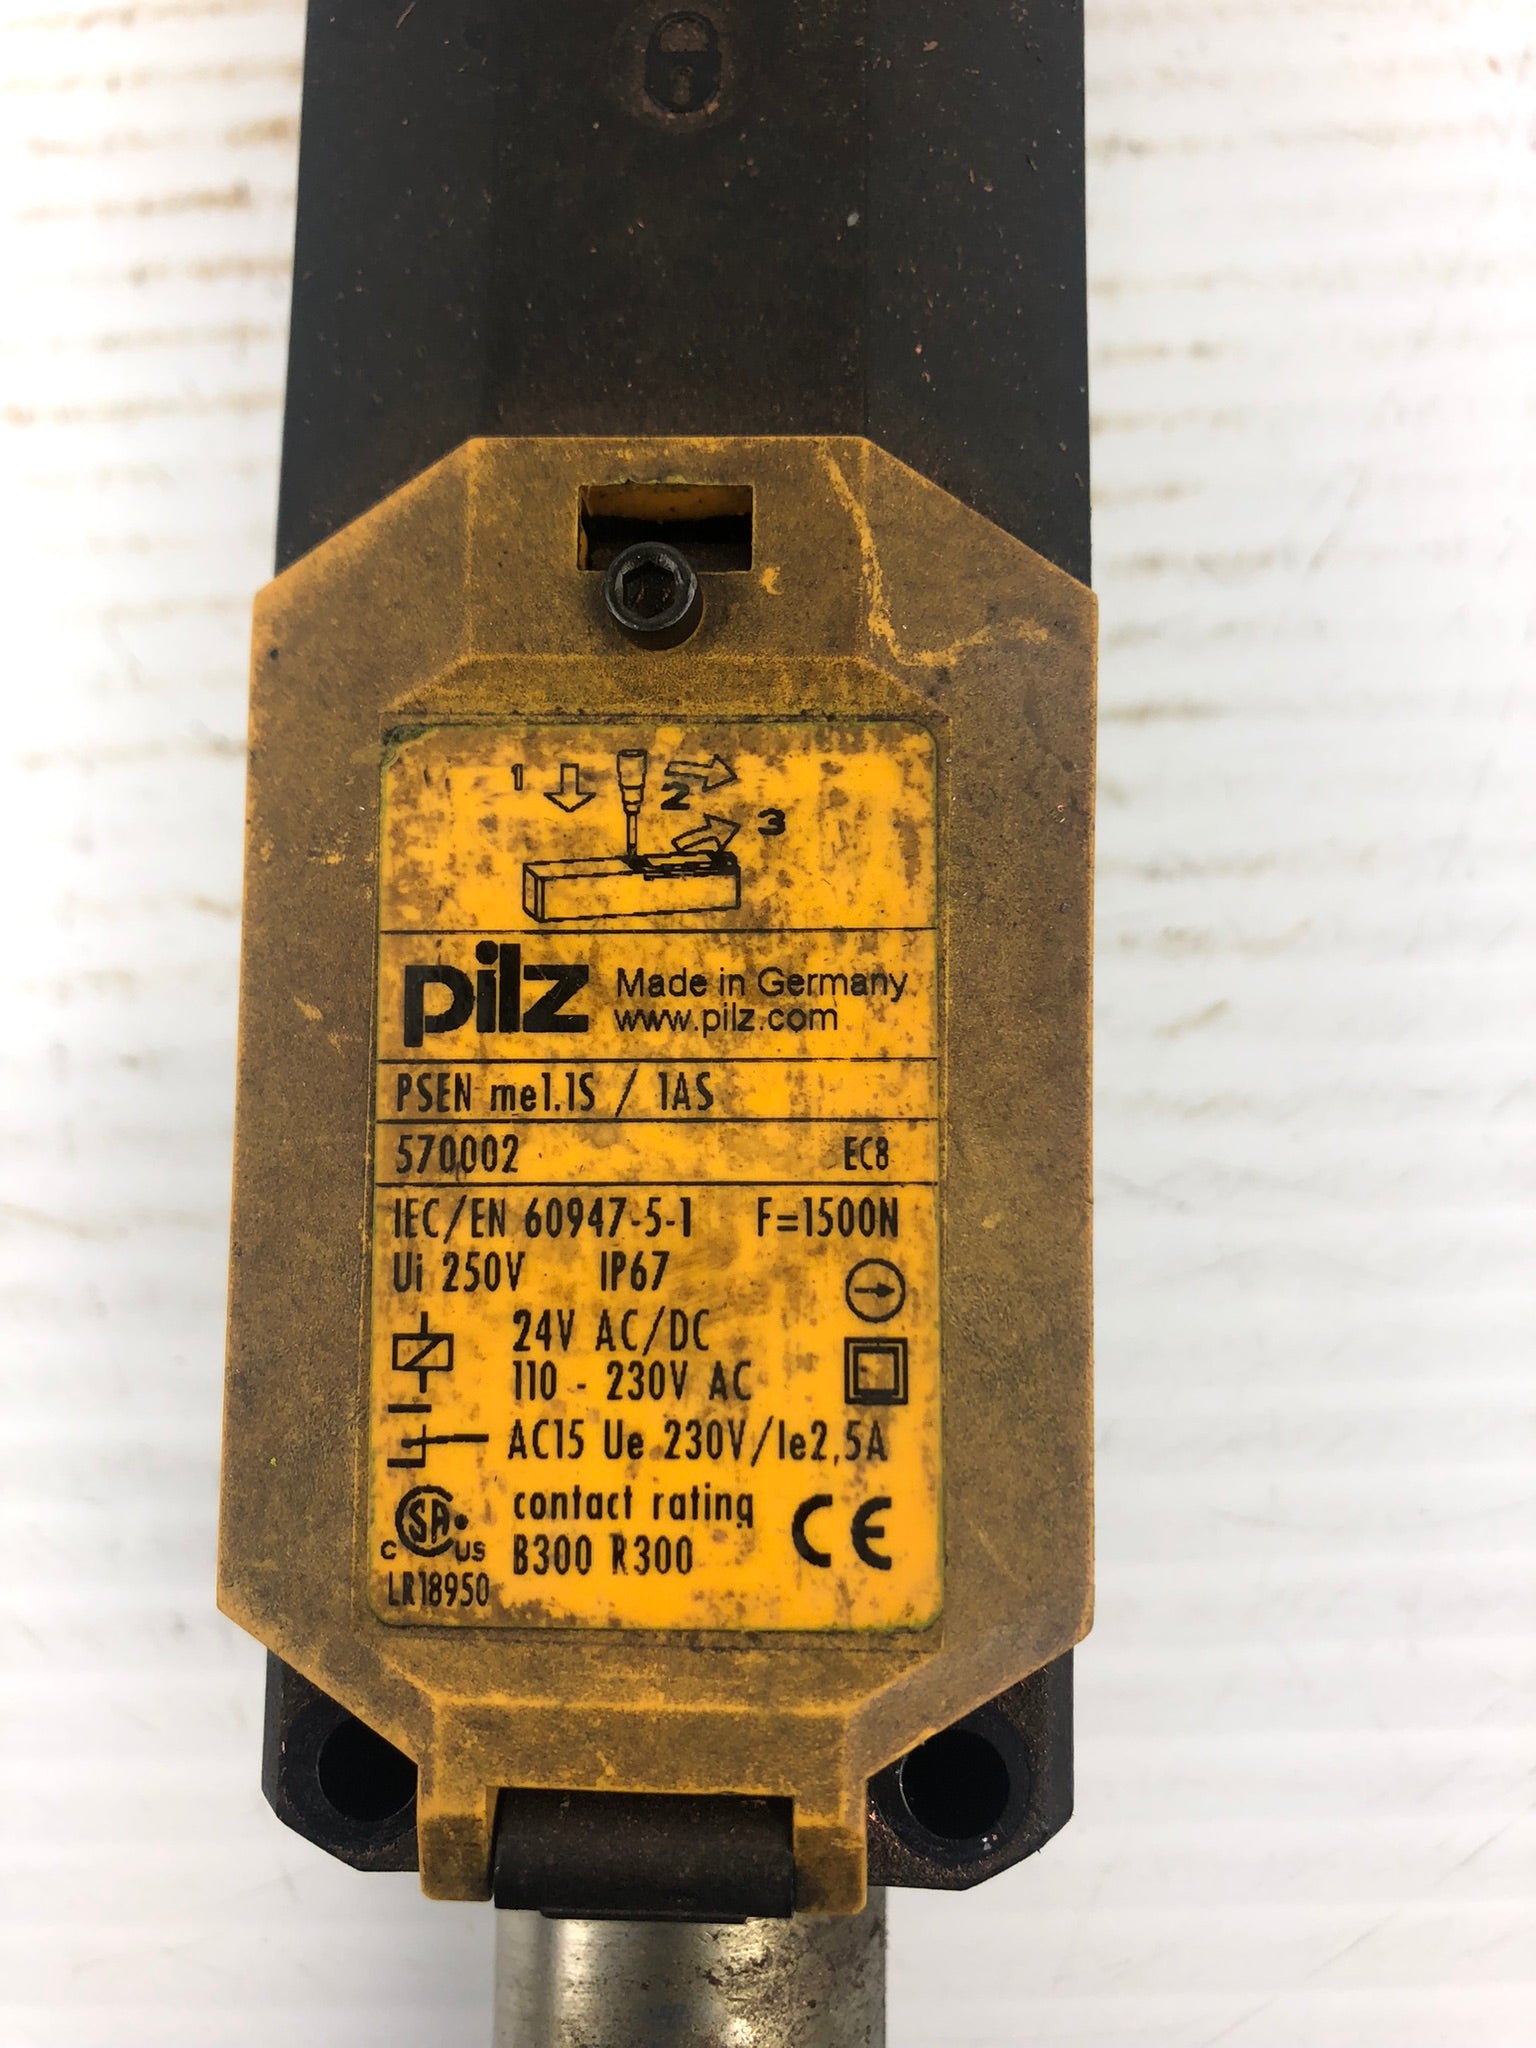 1
2
3
pilz Made in Germany
www.pilz.com
PSEN me1.1S / 1AS
570002 EC8
IEC/EN 60947-5-1 F=1500N
Ui 250V IP67
24V AC/DC
110 - 230V AC
AC15 Ue 230V/Ie2,5A
contact rating
B300 R300
C SA US
LR18950
CE